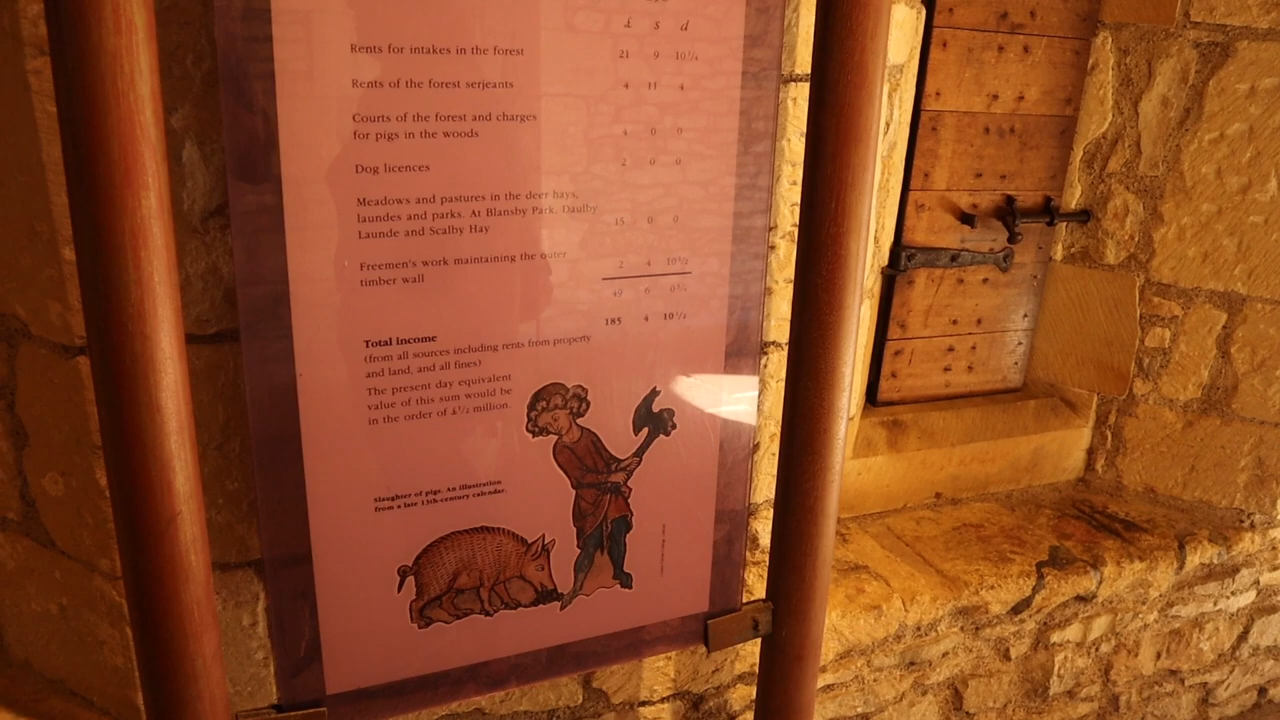 £ s d
Rents for intakes in the forest 21 9 10¾
Rents of the forest serjeants 4 11 4
Courts of the forest and charges
for pigs in the woods 4 0 0
Dog licences 2 0 0
Meadows and pastures in the deer hays,
laundes and parks. At Blansby Park, Daulby
Launde and Scalby Hay 15 0 0
Freemen's work maintaining the outer
timber wall 2 4 10½
49 6 0¾
185 4 10½
Total income
(from all sources including rents from property
and land, and all fines)
The present day equivalent
value of this sum would be
in the order of £½ million.
Slaughter of pigs. An illustration
from a late 13th-century calendar.